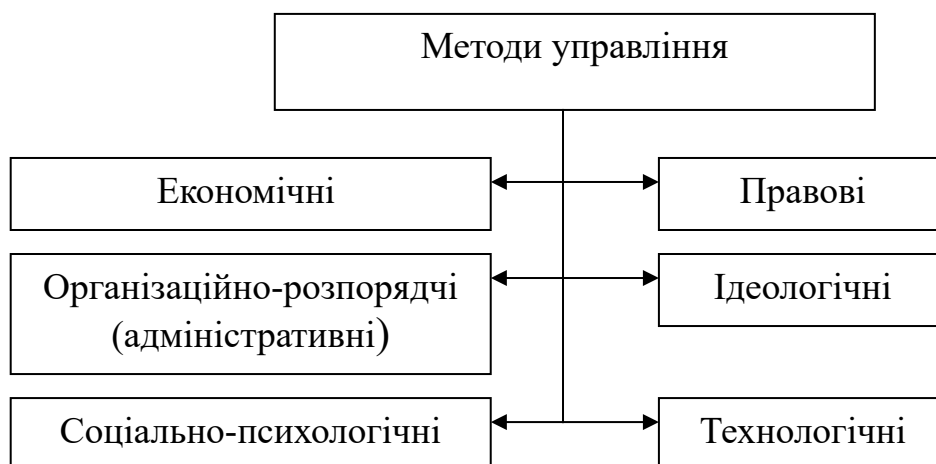 Методи управління
Економічні
Правові
Організаційно-розпорядчі
(адміністративні)
Ідеологічні
Соціально-психологічні
Технологічні